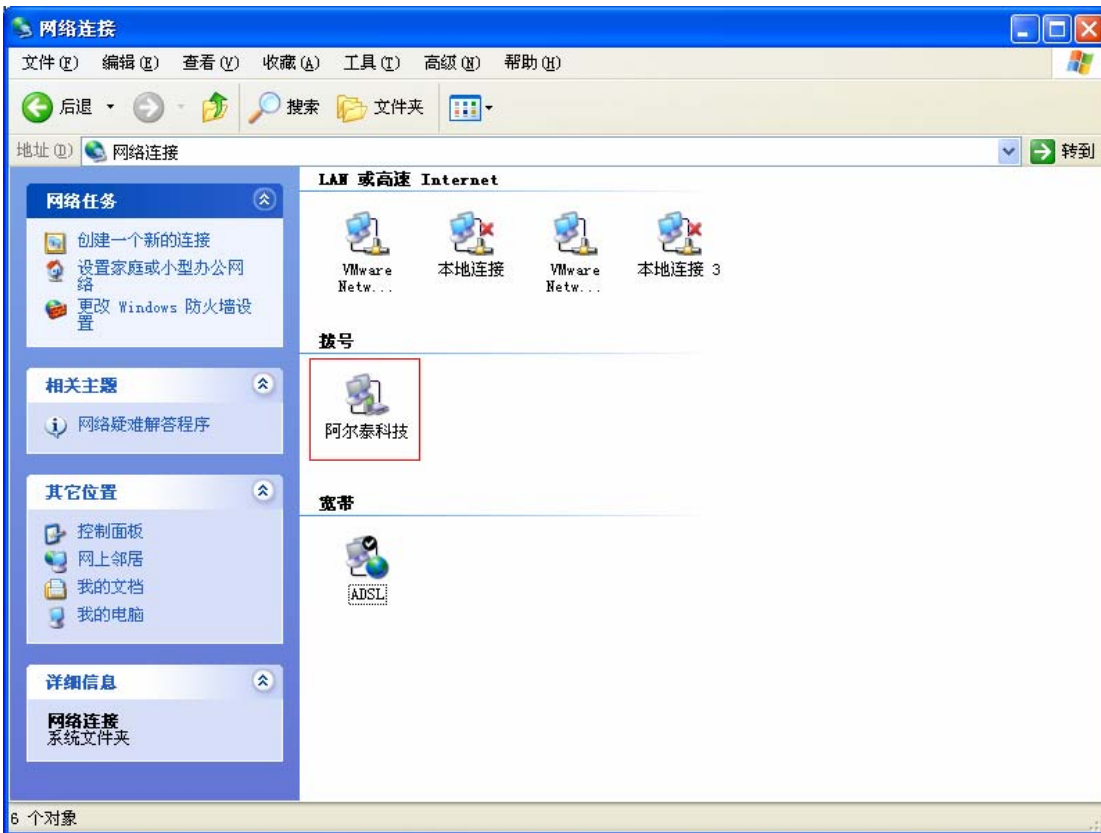 网络连接
文件(F) 编辑(E) 查看(V) 收藏(A) 工具(T) 高级(N) 帮助(H)
后退 搜索 文件夹
地址(D) 网络连接 转到
网络任务
创建一个新的连接
设置家庭或小型办公网
络
更改 Windows 防火墙设
置
相关主题
网络疑难解答程序
其它位置
控制面板
网上邻居
我的文档
我的电脑
详细信息
网络连接
系统文件夹
LAN 或高速 Internet
VMware
Netw...
本地连接
VMware
Netw...
本地连接 3
拨号
阿尔泰科技
宽带
ADSL
6 个对象